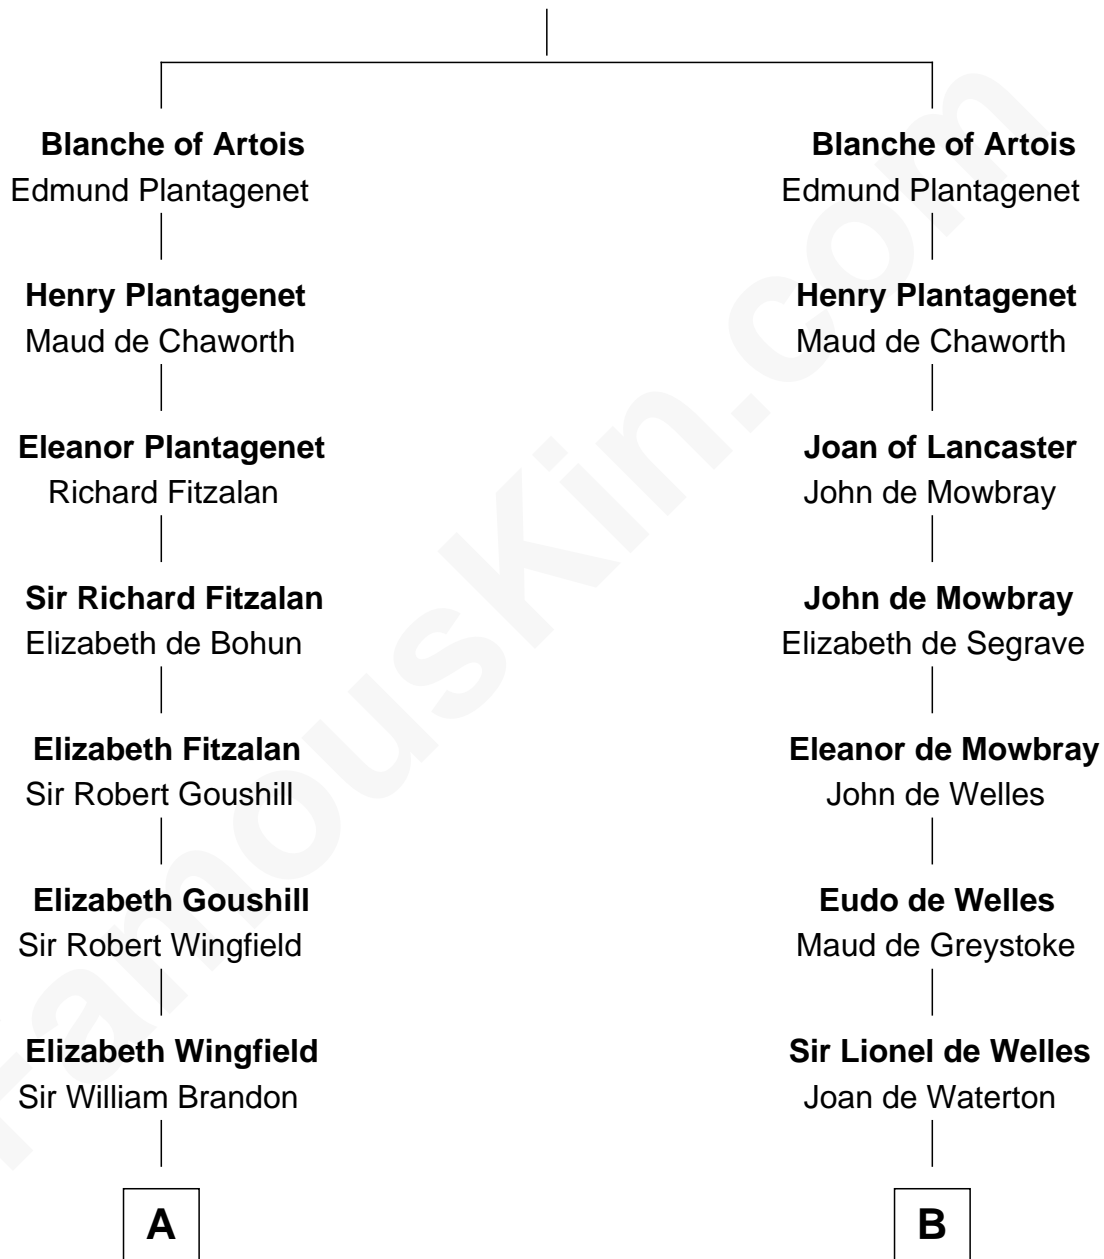 Blanche of Artois
Edmund Plantagenet
Henry Plantagenet
Maud de Chaworth
Eleanor Plantagenet
Richard Fitzalan
Sir Richard Fitzalan
Elizabeth de Bohun
Elizabeth Fitzalan
Sir Robert Goushill
Elizabeth Goushill
Sir Robert Wingfield
Elizabeth Wingfield
Sir William Brandon
A
Blanche of Artois
Edmund Plantagenet
Henry Plantagenet
Maud de Chaworth
Joan of Lancaster
John de Mowbray
John de Mowbray
Elizabeth de Segrave
Eleanor de Mowbray
John de Welles
Eudo de Welles
Maud de Greystoke
Sir Lionel de Welles
Joan de Waterton
B
FamousKin.com